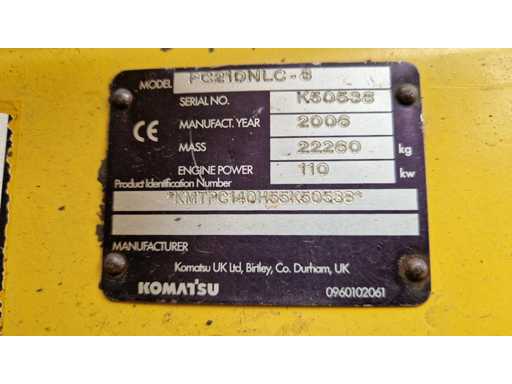 MODEL PC210NLC-8
SERIAL NO. K50538
MANUFACT. YEAR 2006
CE MASS 22260 kg
ENGINE POWER 110 kw
Product Identification Number
MANUFACTURER
Komatsu UK Ltd, Birtley, Co. Durham, UK
KOMATSU 0960102061